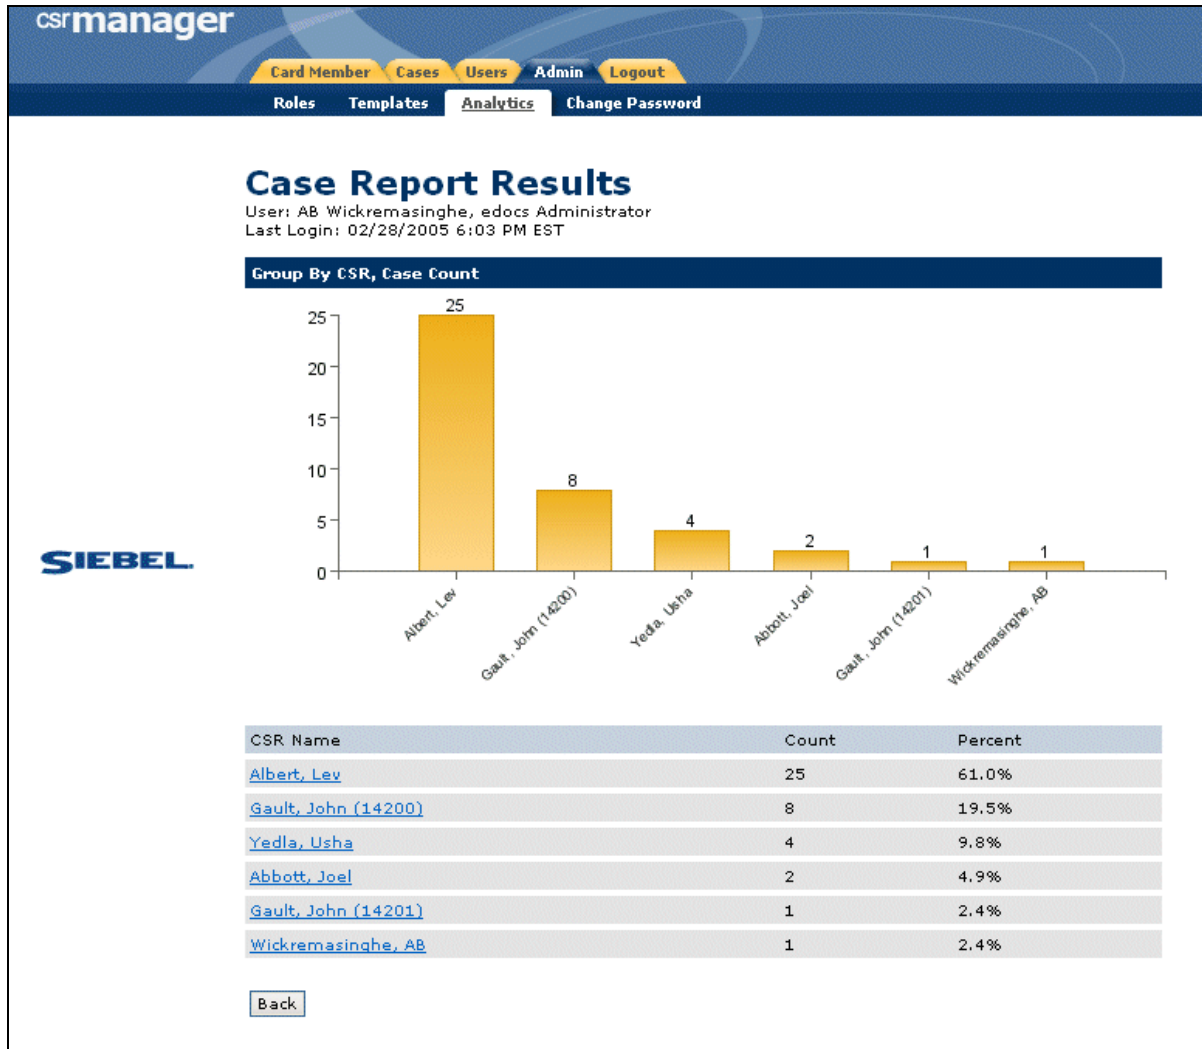 csrmanager
Card Member Cases Users Admin Logout
Roles Templates Analytics Change Password
Case Report Results
User: AB Wickremasinghe, edocs Administrator
Last Login: 02/28/2005 6:03 PM EST
Group By CSR, Case Count
25
25
20
15
10
8
5
4
2
1
1
0
Albert, Lev
Gault, John (14200)
Yedla, Usha
Abbott, Joel
Gault, John (14201)
Wickremasinghe, AB
SIEBEL.
CSR Name Count Percent
Albert, Lev 25 61.0%
Gault, John (14200) 8 19.5%
Yedla, Usha 4 9.8%
Abbott, Joel 2 4.9%
Gault, John (14201) 1 2.4%
Wickremasinghe, AB 1 2.4%
Back